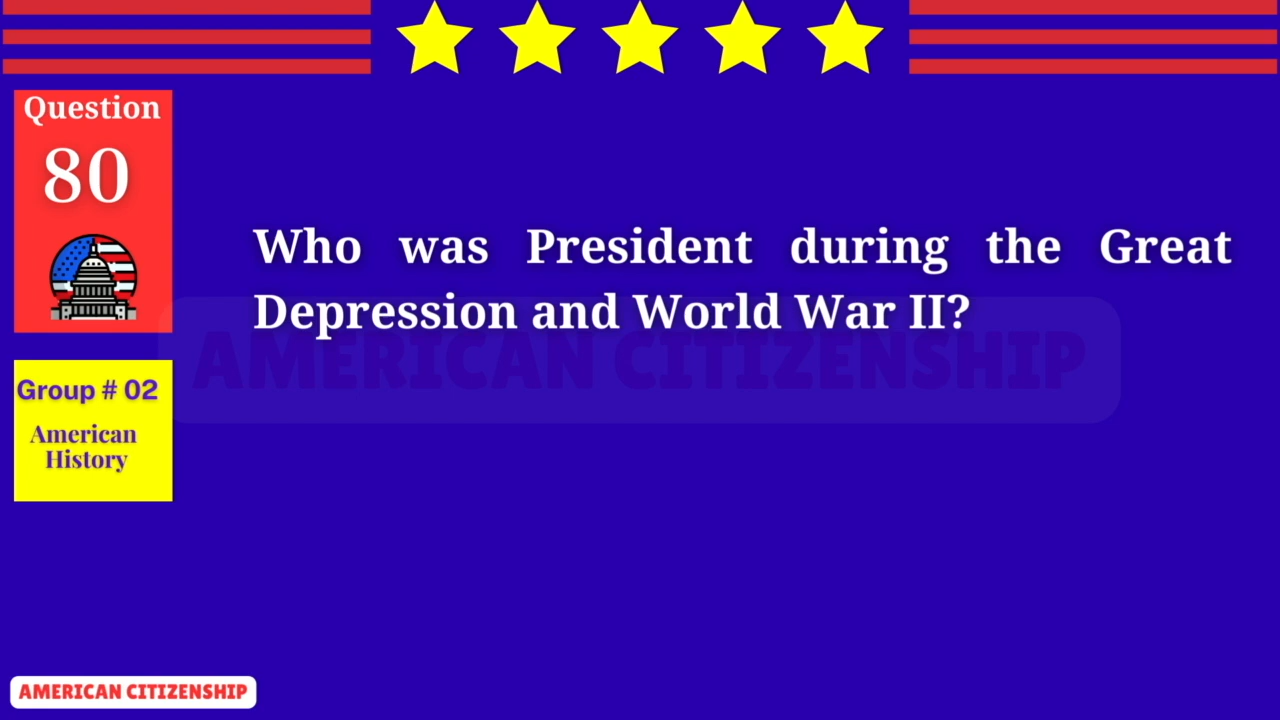 Question
80
Who was President during the Great
Depression and World War II?
AMERICAN CITIZENSHIP
Group # 02
American
History
AMERICAN CITIZENSHIP